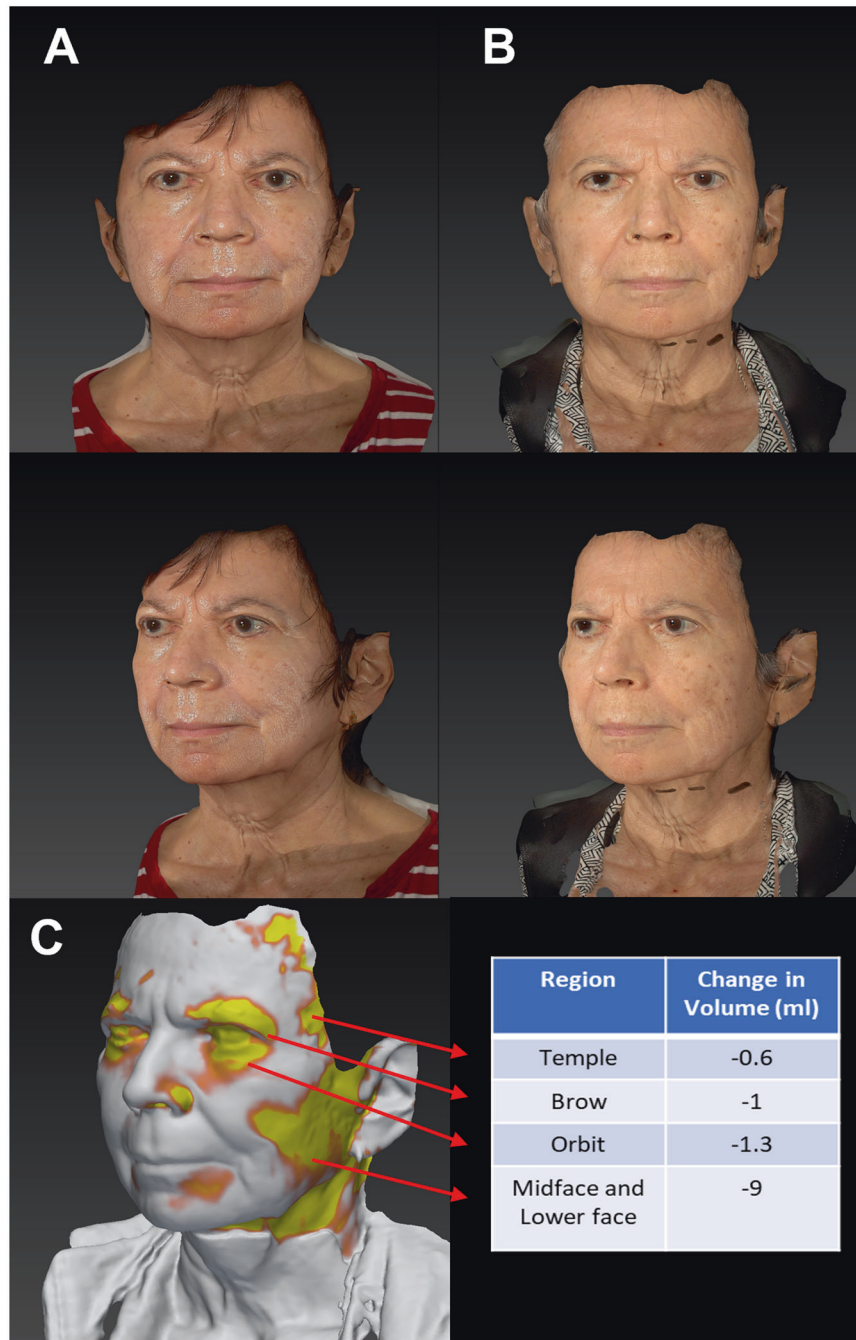 A
B
C
Region
Change in
Volume (ml)
Temple
-0.6
Brow
-1
Orbit
-1.3
Midface and
Lower face
-9